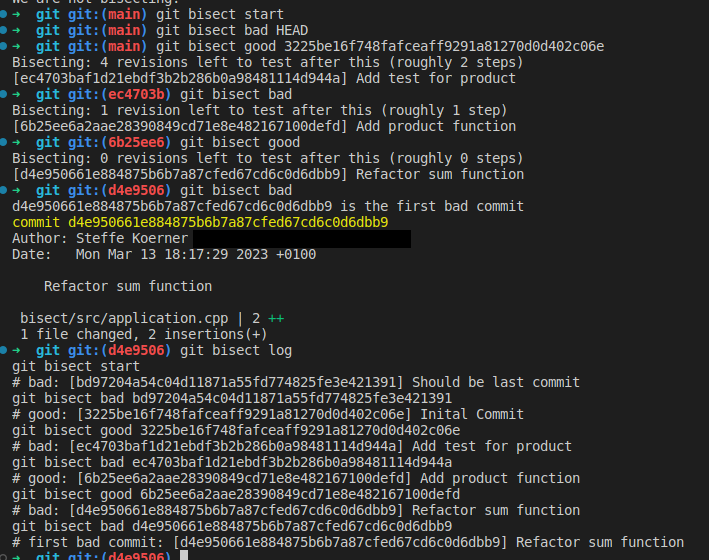 we are not bisecting.
➜ git git:(main) git bisect start
➜ git git:(main) git bisect bad HEAD
➜ git git:(main) git bisect good 3225be16f748fafceaff9291a81270d0d402c06e
Bisecting: 4 revisions left to test after this (roughly 2 steps)
[ec4703baf1d21ebdf3b2b286b0a98481114d944a] Add test for product
➜ git git:(ec4703b) git bisect bad
Bisecting: 1 revision left to test after this (roughly 1 step)
[6b25ee6a2aae28390849cd71e8e482167100defd] Add product function
➜ git git:(6b25ee6) git bisect good
Bisecting: 0 revisions left to test after this (roughly 0 steps)
[d4e950661e884875b6b7a87cfed67cd6c0d6dbb9] Refactor sum function
➜ git git:(d4e9506) git bisect bad
d4e950661e884875b6b7a87cfed67cd6c0d6dbb9 is the first bad commit
commit d4e950661e884875b6b7a87cfed67cd6c0d6dbb9
Author: Steffe Koerner
Date:   Mon Mar 13 18:17:29 2023 +0100
Refactor sum function
bisect/src/application.cpp | 2 ++
1 file changed, 2 insertions(+)
➜ git git:(d4e9506) git bisect log
git bisect start
# bad: [bd97204a54c04d11871a55fd774825fe3e421391] Should be last commit
git bisect bad bd97204a54c04d11871a55fd774825fe3e421391
# good: [3225be16f748fafceaff9291a81270d0d402c06e] Inital Commit
git bisect good 3225be16f748fafceaff9291a81270d0d402c06e
# bad: [ec4703baf1d21ebdf3b2b286b0a98481114d944a] Add test for product
git bisect bad ec4703baf1d21ebdf3b2b286b0a98481114d944a
# good: [6b25ee6a2aae28390849cd71e8e482167100defd] Add product function
git bisect good 6b25ee6a2aae28390849cd71e8e482167100defd
# bad: [d4e950661e884875b6b7a87cfed67cd6c0d6dbb9] Refactor sum function
git bisect bad d4e950661e884875b6b7a87cfed67cd6c0d6dbb9
# first bad commit: [d4e950661e884875b6b7a87cfed67cd6c0d6dbb9] Refactor sum function
➜ git git:(d4e9506)